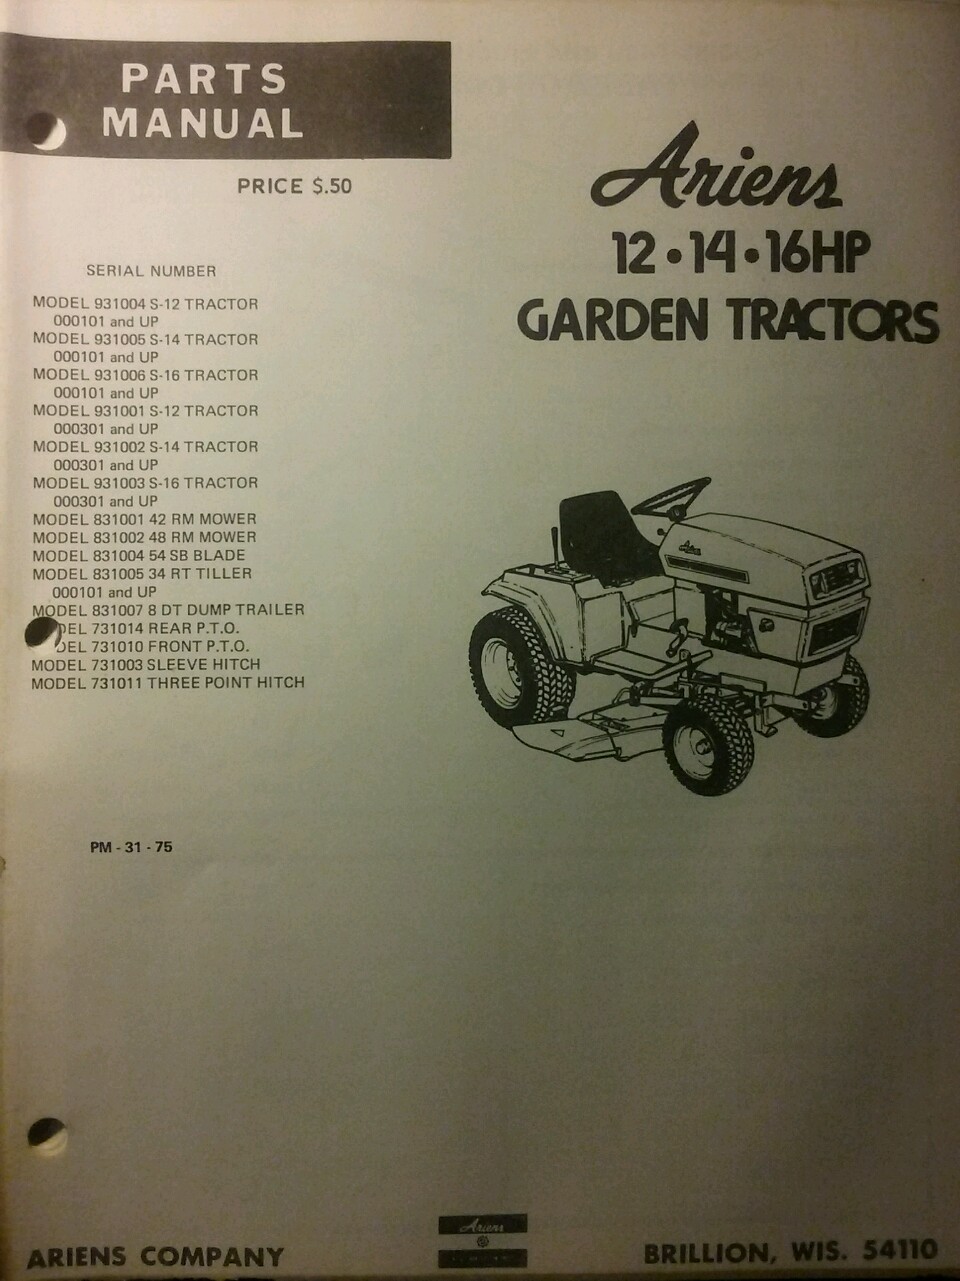 PARTS
MANUAL
PRICE $.50
Ariens
12•14•16HP
GARDEN TRACTORS
SERIAL NUMBER
MODEL 931004 S-12 TRACTOR
000101 and UP
MODEL 931005 S-14 TRACTOR
000101 and UP
MODEL 931006 S-16 TRACTOR
000101 and UP
MODEL 931001 S-12 TRACTOR
000301 and UP
MODEL 931002 S-14 TRACTOR
000301 and UP
MODEL 931003 S-16 TRACTOR
000301 and UP
MODEL 831001 42 RM MOWER
MODEL 831002 48 RM MOWER
MODEL 831004 54 SB BLADE
MODEL 831005 34 RT TILLER
000101 and UP
MODEL 831007 8 DT DUMP TRAILER
DEL 731014 REAR P.T.O.
DEL 731010 FRONT P.T.O.
MODEL 731003 SLEEVE HITCH
MODEL 731011 THREE POINT HITCH
Ariens
PM - 31 - 75
Ariens
ARIENS COMPANY
BRILLION, WIS. 54110